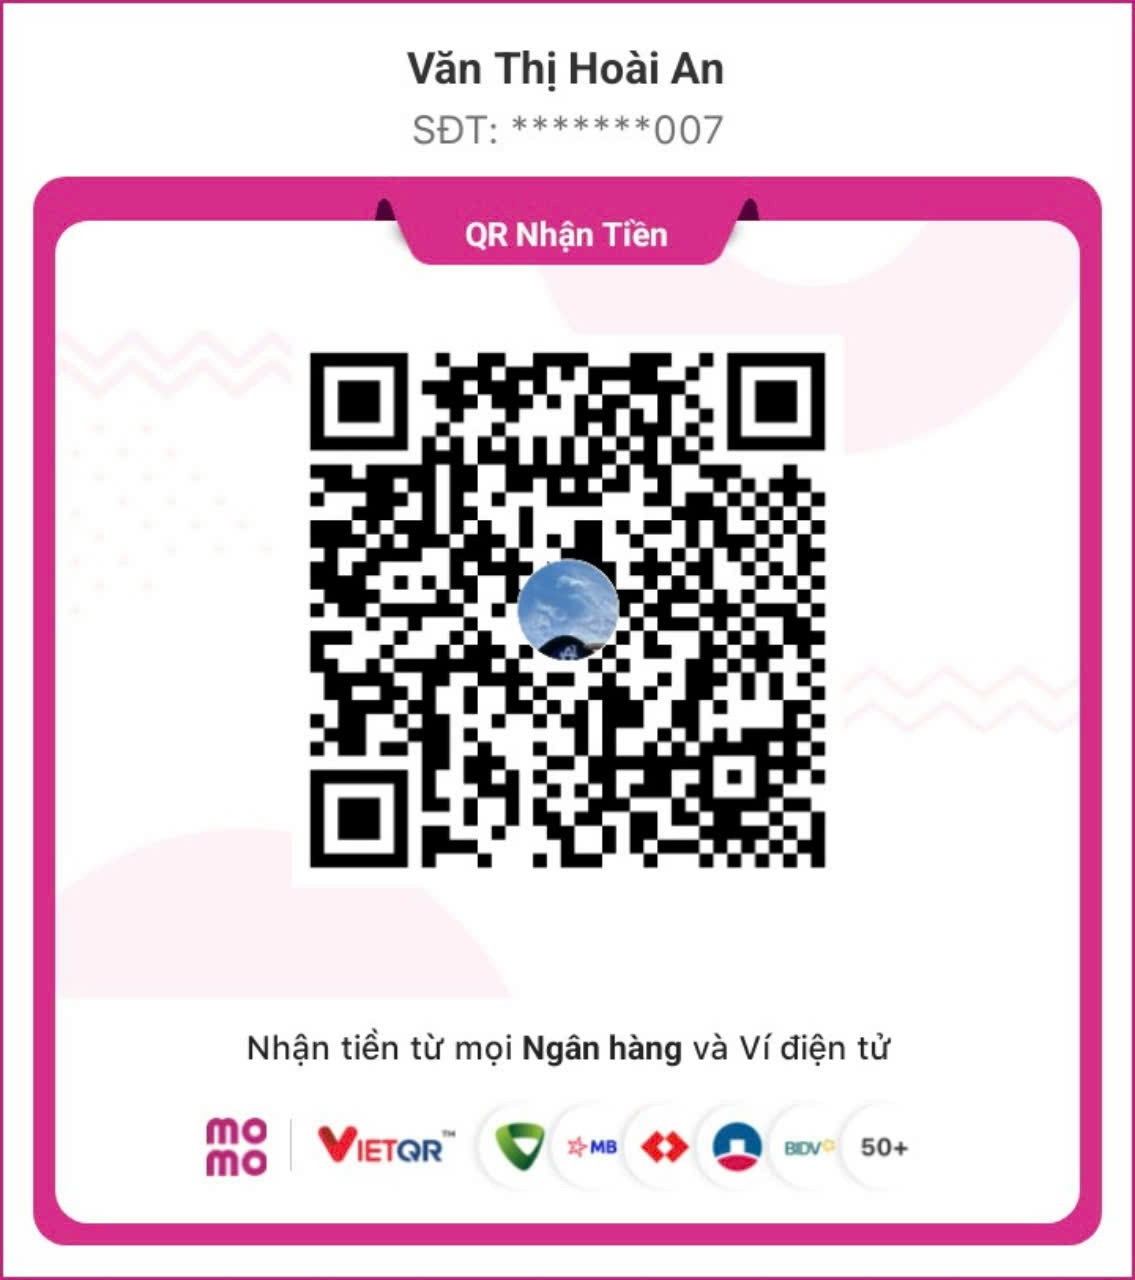 Văn Thị Hoài An
SĐT: *******007
QR Nhận Tiền
Nhận tiền từ mọi Ngân hàng và Ví điện tử
mo mo VIETQR™ MB BIDV 50+